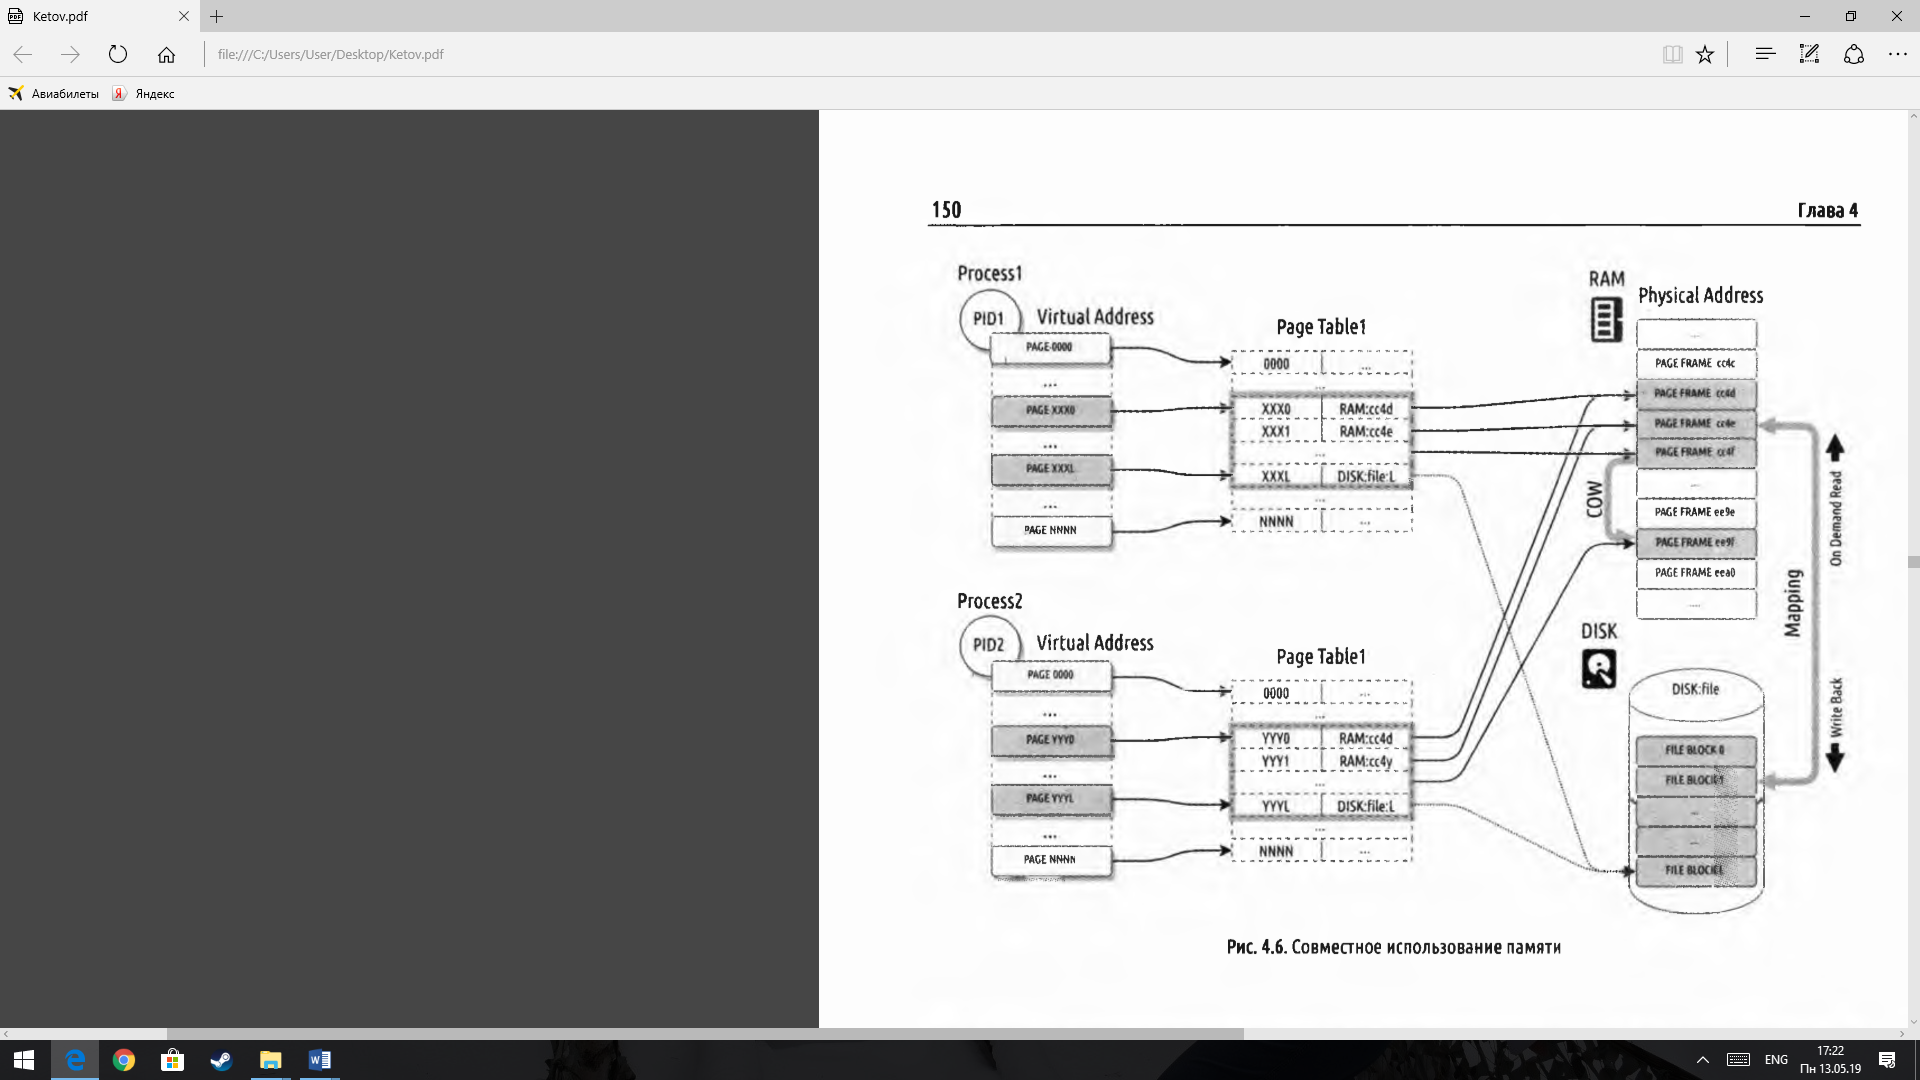 Ketov.pdf
file:///C:/Users/User/Desktop/Ketov.pdf
Авиабилеты
Яндекс
150
Глава 4
Process1
PID1
Virtual Address
PAGE 0000
...
PAGE XXX0
...
PAGE XXXL
...
PAGE NNNN
Page Table1
0000 ...
...
XXX0 RAM:cc4d
XXX1 RAM:cc4e
...
XXXL DISK:file:L
...
NNNN ...
RAM
Physical Address
...
PAGE FRAME cc4c
PAGE FRAME cc4d
PAGE FRAME cc4e
PAGE FRAME cc4f
...
PAGE FRAME ee9e
PAGE FRAME ee9f
PAGE FRAME eea0
....
COW
Mapping
On Demand Read
Write Back
Process2
PID2
Virtual Address
PAGE 0000
...
PAGE YYY0
...
PAGE YYYL
...
PAGE NNNN
Page Table1
0000 ...
...
YYY0 RAM:cc4d
YYY1 RAM:cc4y
...
YYYL DISK:file:L
...
NNNN ...
DISK
DISK:file
FILE BLOCK 0
FILE BLOCK 1
...
...
FILE BLOCK L
Рис. 4.6. Совместное использование памяти
ENG
17:22
Пн 13.05.19